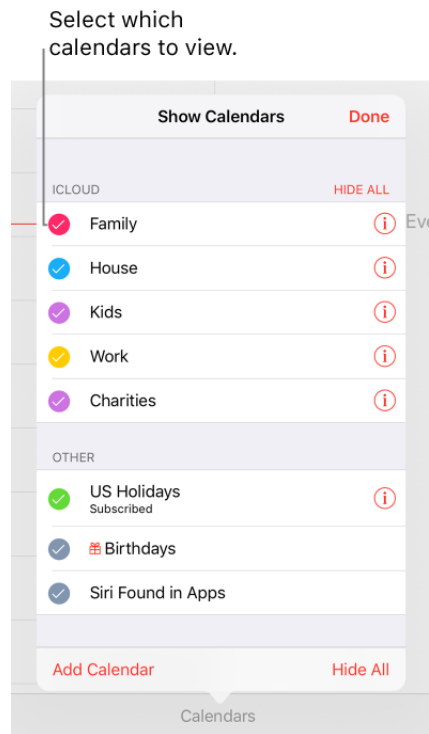 Select which
calendars to view.
Show Calendars Done
ICLOUD HIDE ALL
Family
Eve
House
Kids
Work
Charities
OTHER
US Holidays
Subscribed
Birthdays
Siri Found in Apps
Add Calendar Hide All
Calendars